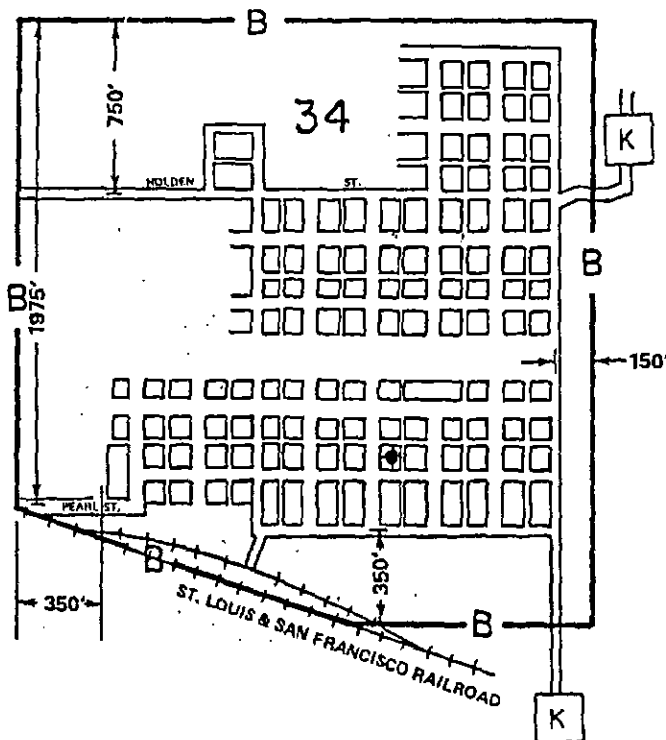 B
750'
34
K
HOLDEN ST.
B
B
1975'
150'
PEARL ST.
B
350'
350'
B
ST. LOUIS & SAN FRANCISCO RAILROAD
K